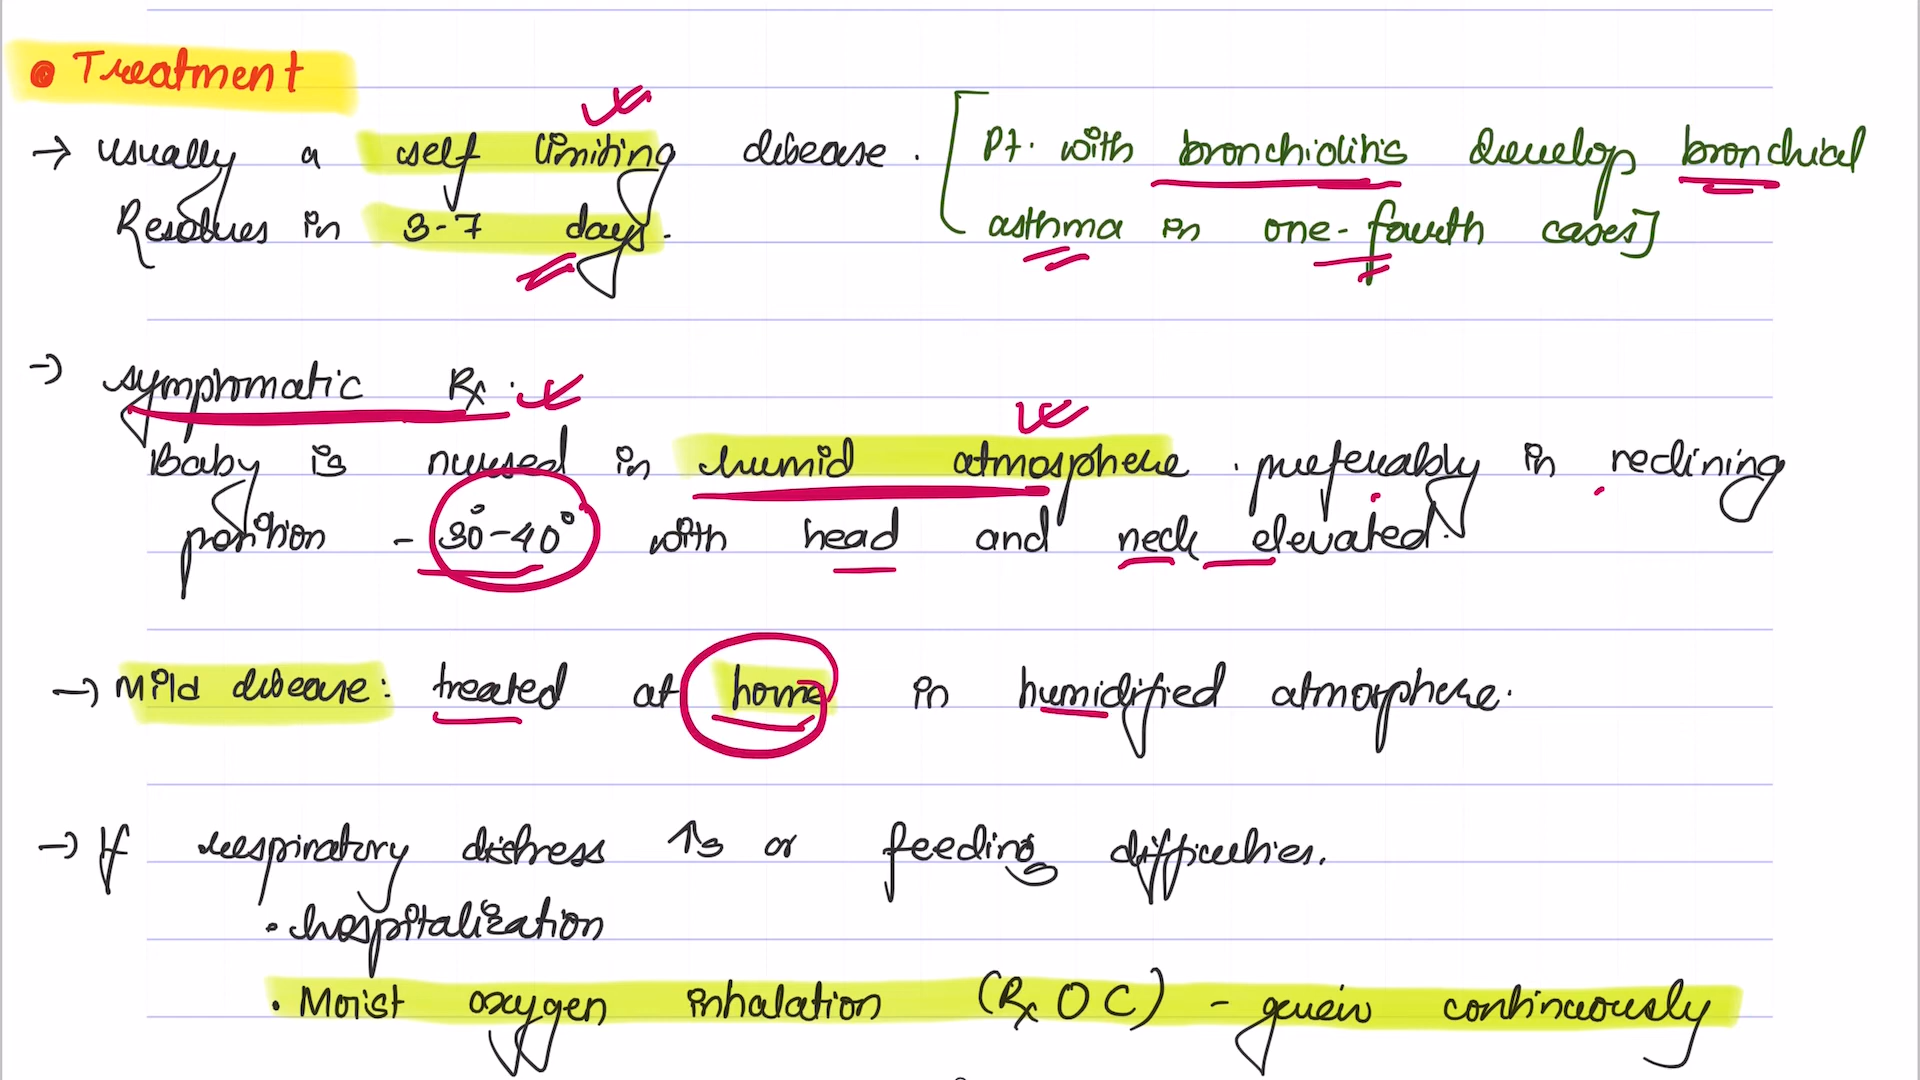 • Treatment
→ Usually a self limiting disease. [Pt. with bronchiolitis develop bronchial
Resolves in 3-7 days. asthma in one-fourth cases]
→ symptomatic Rx.
Baby is nursed in humid atmosphere. preferably in reclining
position - 30°-40° with head and neck elevated.
→ Mild disease: treated at home in humidified atmosphere.
→ If respiratory distress ↑s or feeding difficulties.
• hospitalization
• Moist oxygen inhalation (Rx O C) - given continuously